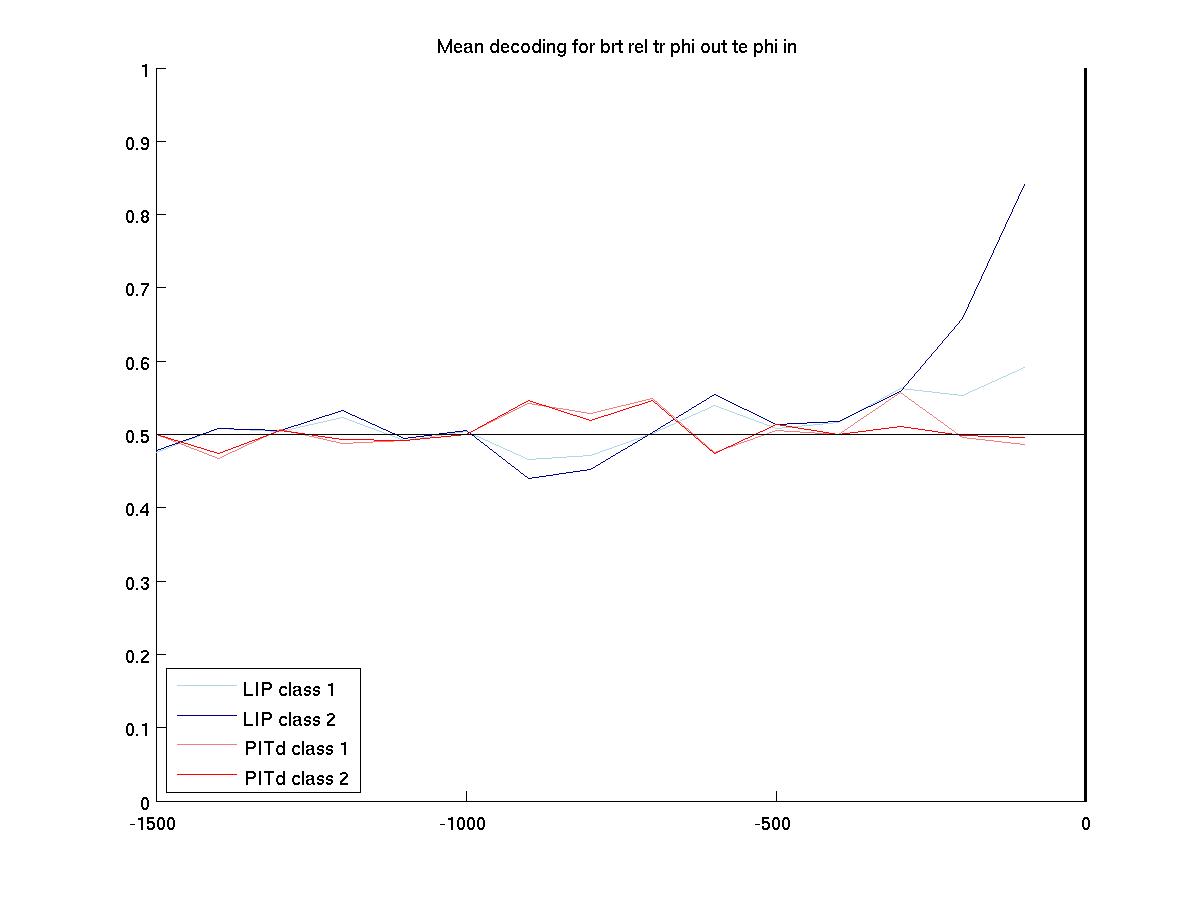 Mean decoding for brt rel tr phi out te phi in
1
0.9
0.8
0.7
0.6
0.5
0.4
0.3
0.2
0.1
0
LIP class 1
LIP class 2
PITd class 1
PITd class 2
-1500 -1000 -500 0